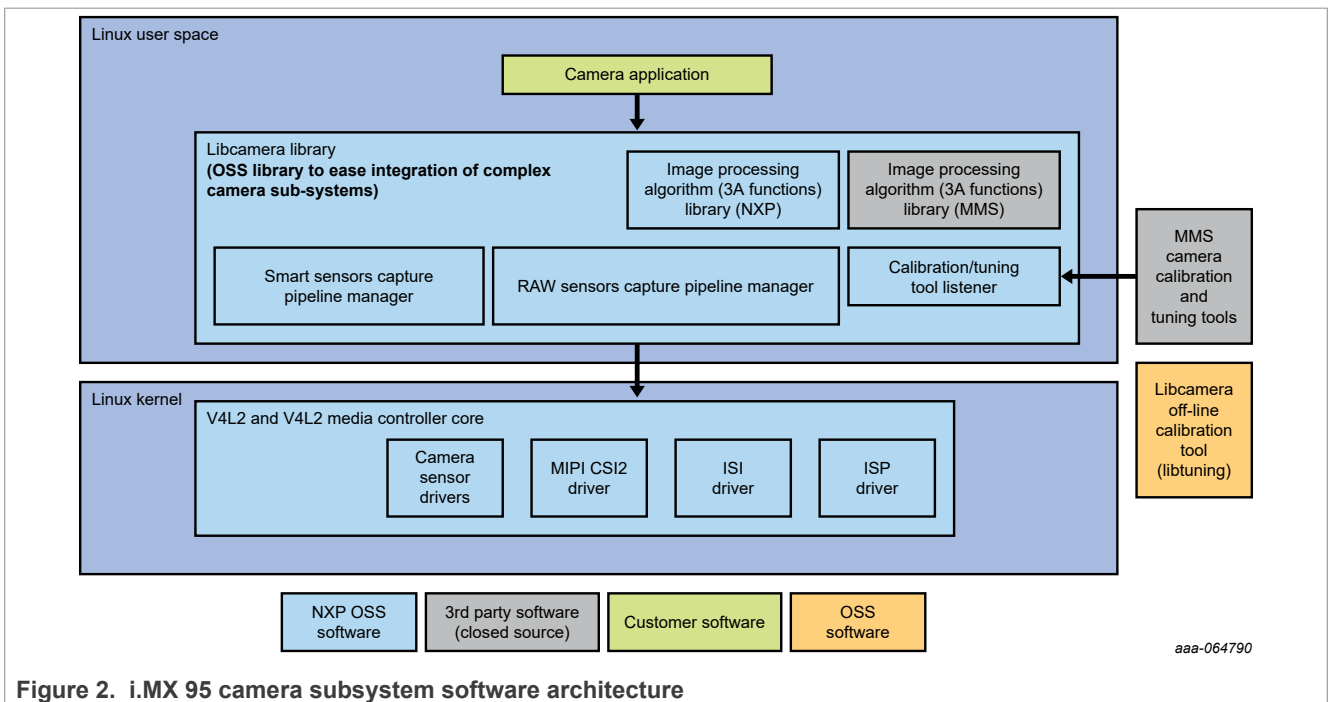 Linux user space
Camera application
Libcamera library
(OSS library to ease integration of complex
camera sub-systems)
Image processing
algorithm (3A functions)
library (NXP)
Image processing
algorithm (3A functions)
library (MMS)
Smart sensors capture
pipeline manager
RAW sensors capture pipeline manager
Calibration/tuning
tool listener
MMS
camera
calibration
and
tuning tools
Linux kernel
V4L2 and V4L2 media controller core
Camera
sensor
drivers
MIPI CSI2
driver
ISI
driver
ISP
driver
Libcamera
off-line
calibration
tool
(libtuning)
NXP OSS
software
3rd party software
(closed source)
Customer software
OSS
software
aaa-064790
Figure 2. i.MX 95 camera subsystem software architecture